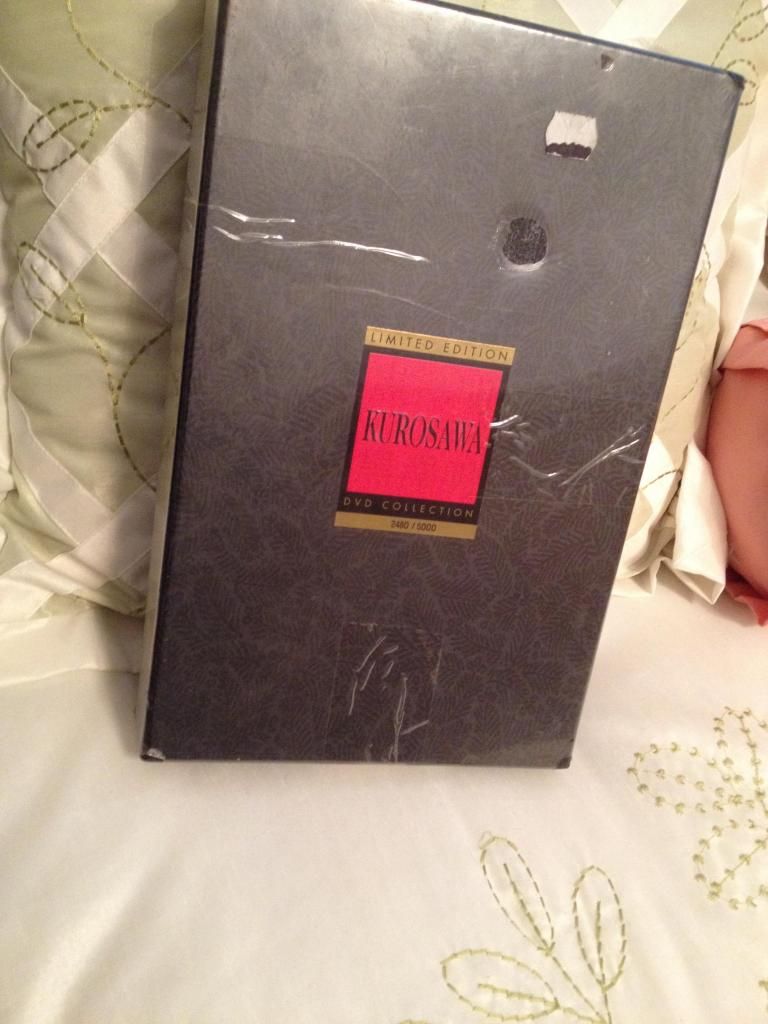 LIMITED EDITION
KUROSAWA
DVD COLLECTION
2480 / 5000